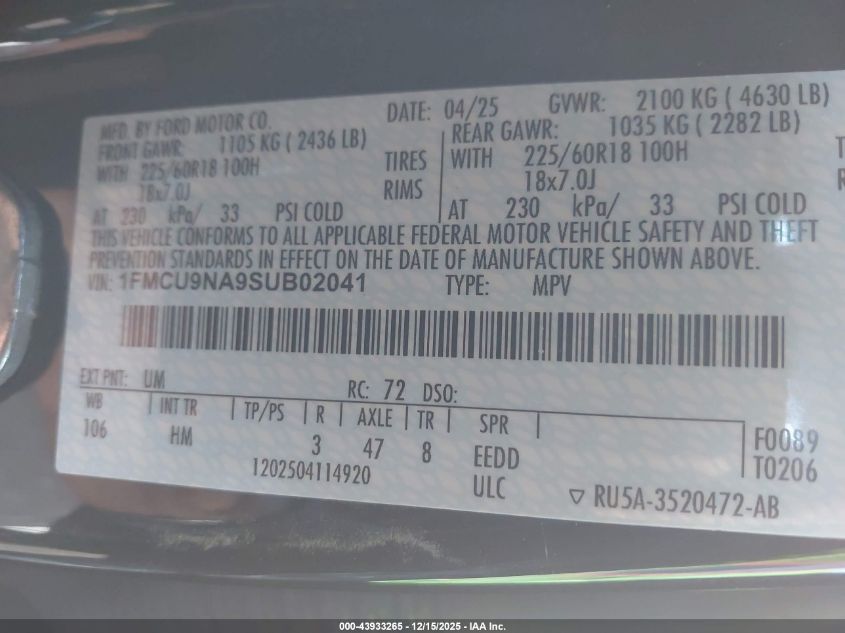 MFD. BY FORD MOTOR CO. DATE: 04/25 GVWR: 2100 KG ( 4630 LB)
FRONT GAWR: 1105 KG ( 2436 LB) REAR GAWR: 1035 KG ( 2282 LB)
WITH 225/60R18 100H TIRES WITH 225/60R18 100H
18x7.0J RIMS 18x7.0J
AT 230 kPa/ 33 PSI COLD AT 230 kPa/ 33 PSI COLD
THIS VEHICLE CONFORMS TO ALL APPLICABLE FEDERAL MOTOR VEHICLE SAFETY AND THEFT
PREVENTION STANDARDS IN EFFECT ON THE DATE OF MANUFACTURE SHOWN ABOVE.
VIN: 1FMCU9NA9SUB02041 TYPE: MPV
EXT PNT: UM RC: 72 DSO:
WB INT TR TP/PS R AXLE TR SPR
106 HM 3 47 8 EEDD F0089
1202504114920 ULC T0206
RU5A-3520472-AB
000-43933265 - 12/15/2025 - IAA Inc.